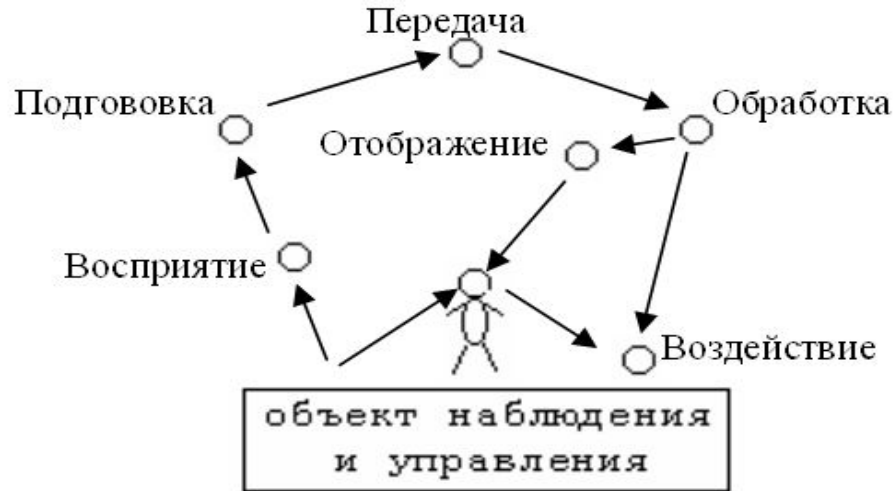 Передача
Подгововка
Обработка
Отображение
Восприятие
Воздействие
объект наблюдения
и управления